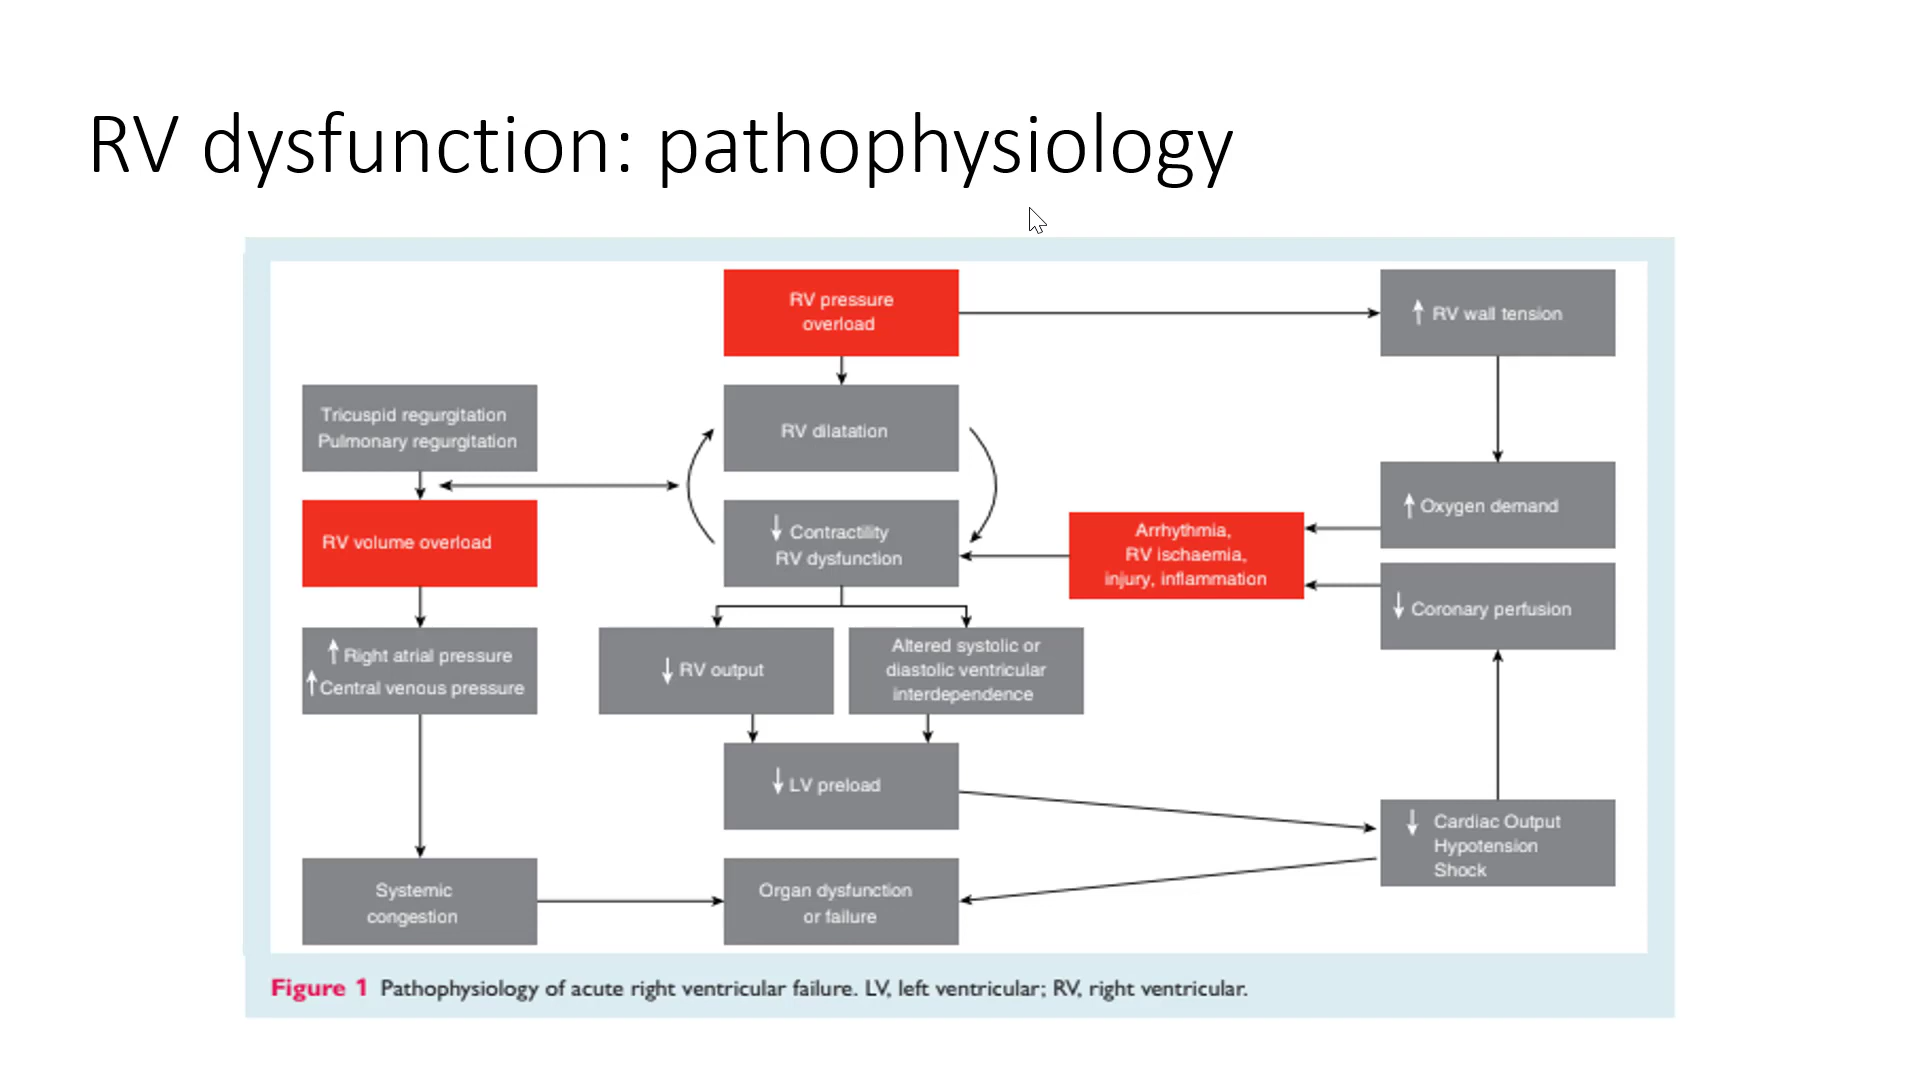 RV dysfunction: pathophysiology
RV pressure
overload
↑ RV wall tension
Tricuspid regurgitation
Pulmonary regurgitation
RV dilatation
↑ Oxygen demand
RV volume overload
↓ Contractility
RV dysfunction
Arrhythmia,
RV ischaemia,
injury, inflammation
↓ Coronary perfusion
↑ Right atrial pressure
↑ Central venous pressure
↓ RV output
Altered systolic or
diastolic ventricular
interdependence
↓ LV preload
↓ Cardiac Output
Hypotension
Shock
Systemic
congestion
Organ dysfunction
or failure
Figure 1 Pathophysiology of acute right ventricular failure. LV, left ventricular; RV, right ventricular.